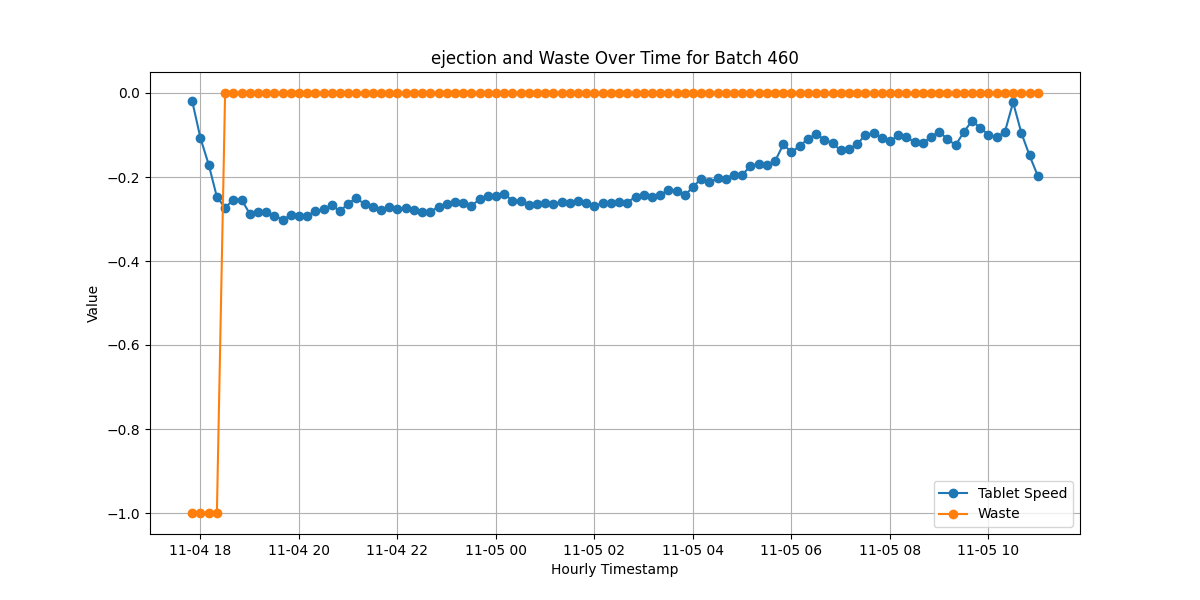 ejection and Waste Over Time for Batch 460
0.0
−0.2
−0.4
−0.6
−0.8
−1.0
Value
Tablet Speed
Waste
11-04 18 11-04 20 11-04 22 11-05 00 11-05 02 11-05 04 11-05 06 11-05 08 11-05 10
Hourly Timestamp